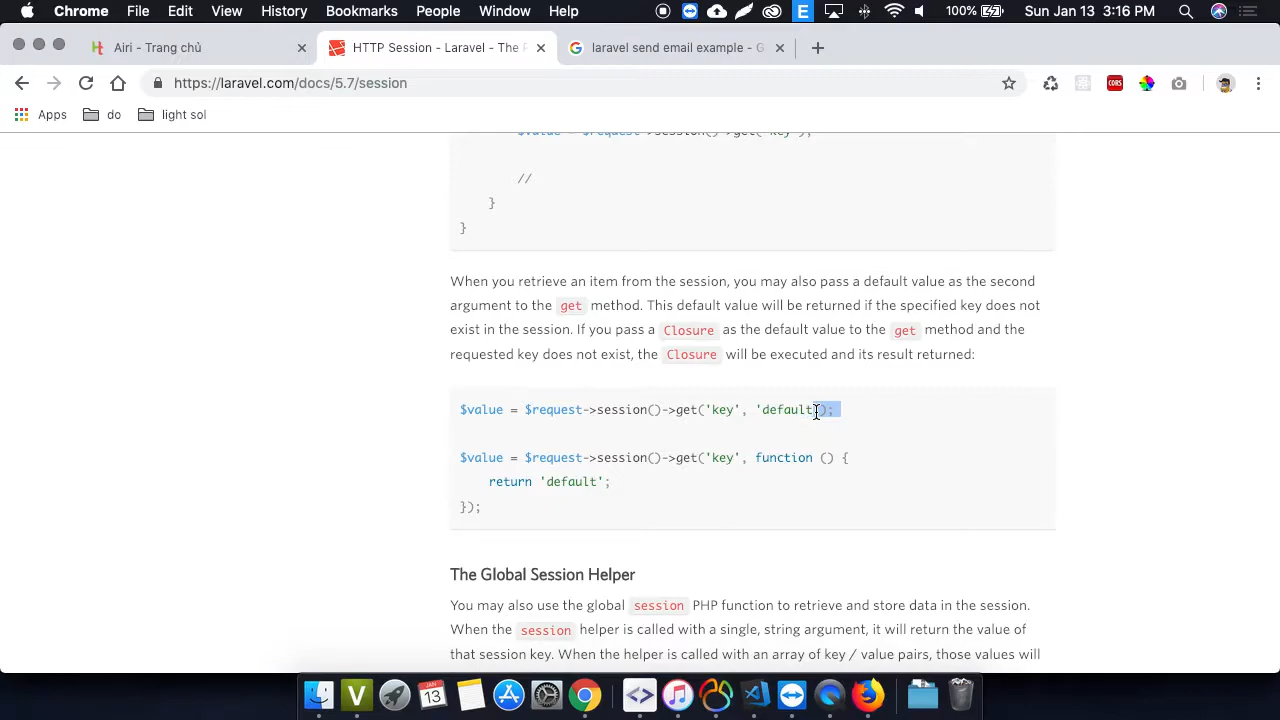 Chrome File Edit View History Bookmarks People Window Help 100% Sun Jan 13 3:16 PM
Airi - Trang chủ
HTTP Session - Laravel - The P
laravel send email example - G
https://laravel.com/docs/5.7/session
CORS
Apps do light sol
$value = $request->session()->get('key');
//
}
}
When you retrieve an item from the session, you may also pass a default value as the second
argument to the get method. This default value will be returned if the specified key does not
exist in the session. If you pass a Closure as the default value to the get method and the
requested key does not exist, the Closure will be executed and its result returned:
$value = $request->session()->get('key', 'default');
$value = $request->session()->get('key', function () {
return 'default';
});
The Global Session Helper
You may also use the global session PHP function to retrieve and store data in the session.
When the session helper is called with a single, string argument, it will return the value of
that session key. When the helper is called with an array of key / value pairs, those values will
JAN
13